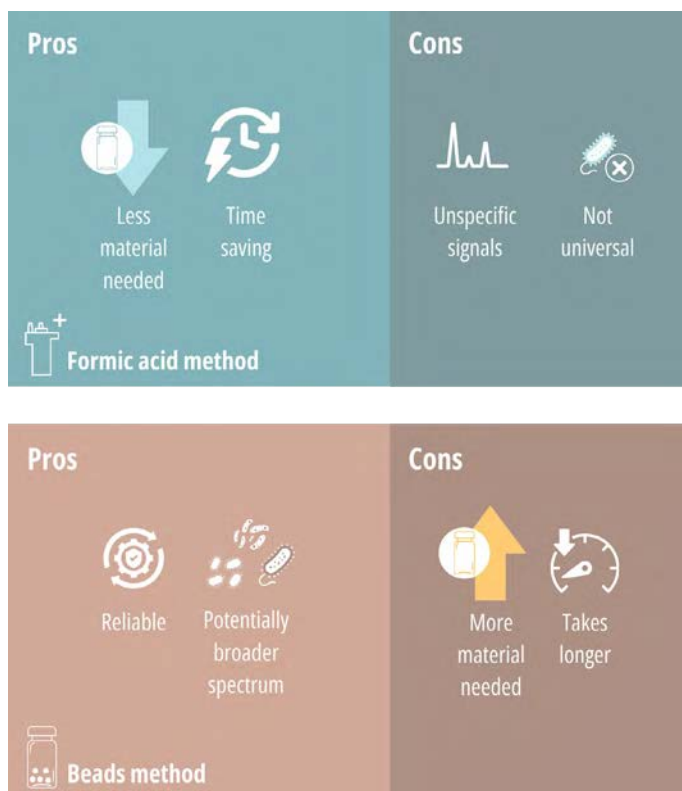 Pros
Cons
Less
material
needed
Time
saving
Unspecific
signals
Not
universal
+
Formic acid method
Pros
Cons
Reliable
Potentially
broader
spectrum
More
material
needed
Takes
longer
Beads method